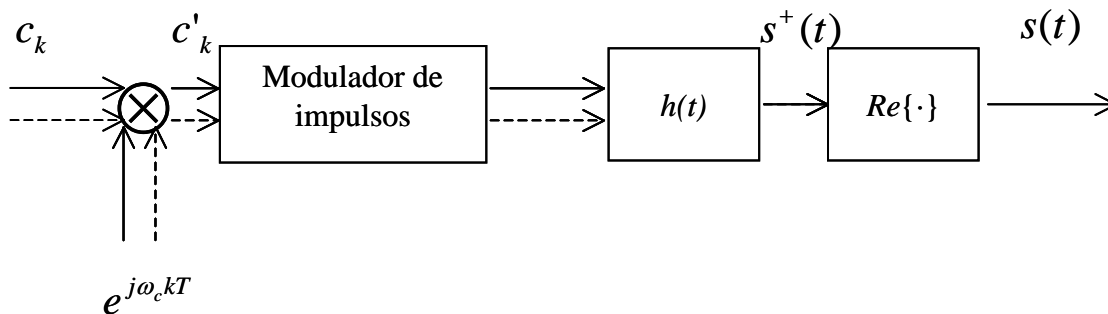 c_k
c'_k
s^+(t)
s(t)
Modulador de
impulsos
h(t)
Re{·}
e^{jω_c kT}